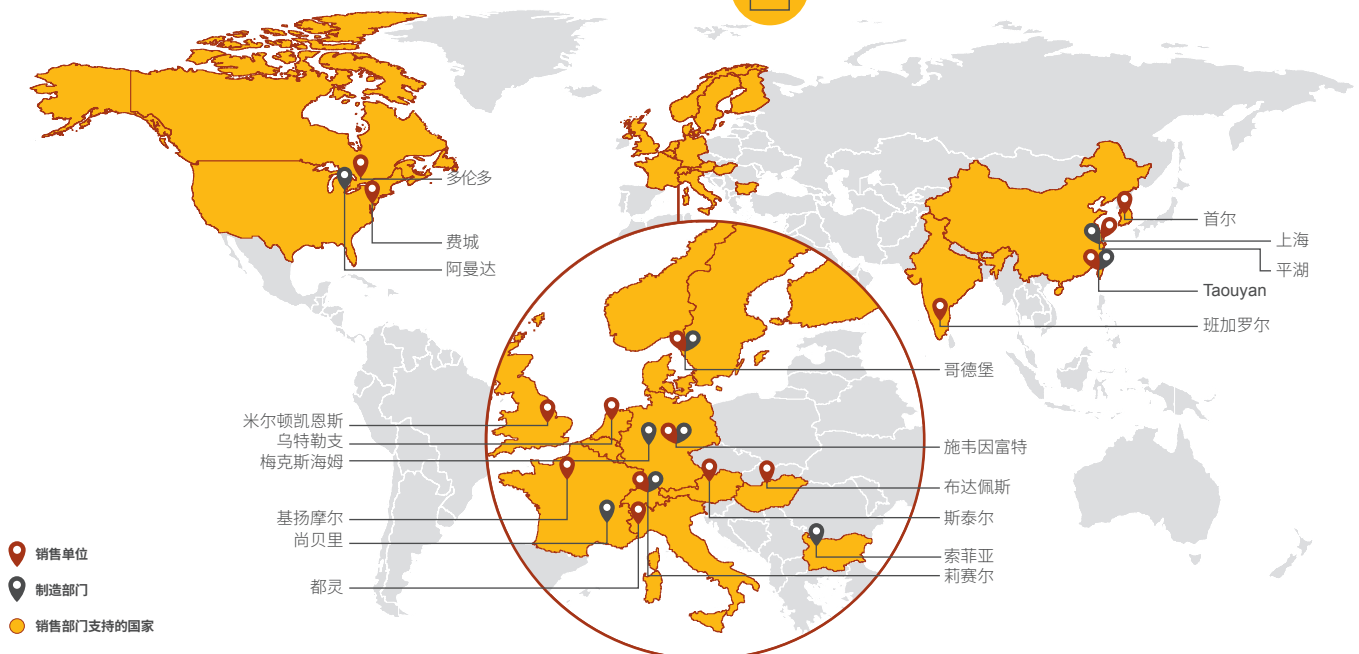 多伦多
费城
阿曼达
首尔
上海
平湖
Taouyan
班加罗尔
哥德堡
米尔顿凯恩斯
乌特勒支
梅克斯海姆
施韦因富特
布达佩斯
基扬摩尔
斯泰尔
尚贝里
索菲亚
莉赛尔
都灵
销售单位
制造部门
销售部门支持的国家